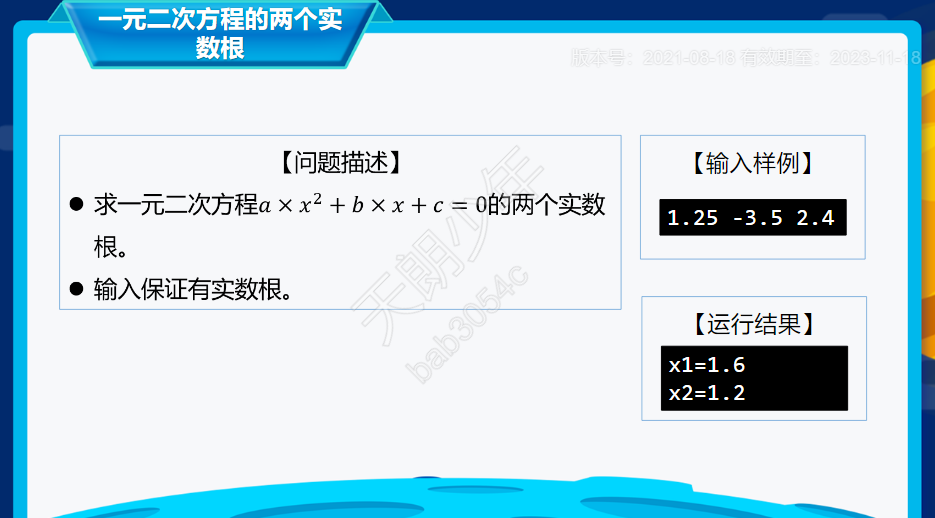 一元二次方程的两个实
数根
版本号：2021-08-18 有效期至：2023-11-18
【问题描述】
● 求一元二次方程a × x² + b × x + c = 0的两个实数
根。
● 输入保证有实数根。
【输入样例】
1.25 -3.5 2.4
【运行结果】
x1=1.6
x2=1.2
天朗少年
bab3054c